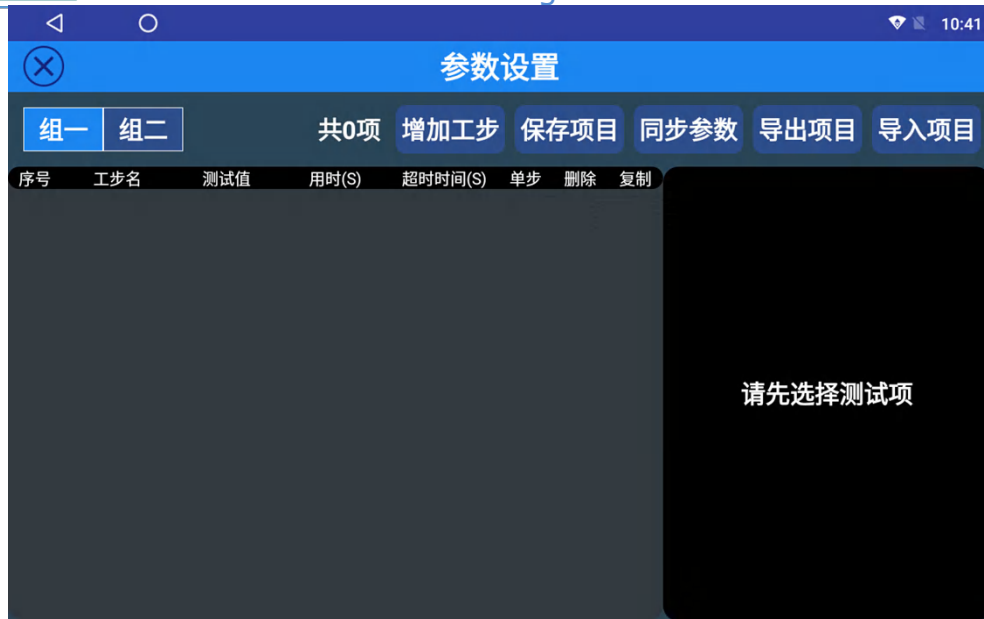 10:41
参数设置
组一 组二 共0项 增加工步 保存项目 同步参数 导出项目 导入项目
序号 工步名 测试值 用时(S) 超时时间(S) 单步 删除 复制
请先选择测试项